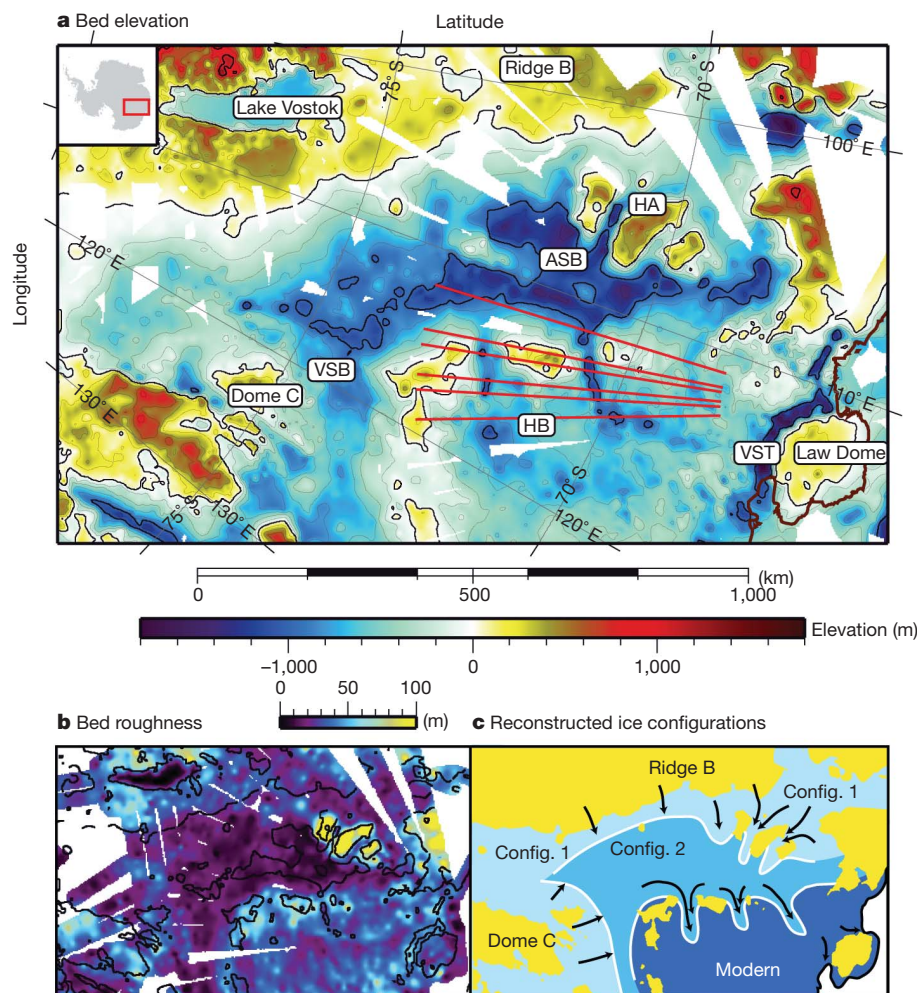 a Bed elevation
Latitude
Longitude
Ridge B
75° S
70° S
Lake Vostok
100° E
HA
120° E
ASB
VSB
130° E
Dome C
10° E
HB
VST
Law Dome
75° S
130° E
70° S
120° E
(km)
0
500
1,000
Elevation (m)
–1,000
0
1,000
0
50
100
b Bed roughness
(m)
c Reconstructed ice configurations
Ridge B
Config. 1
Config. 1
Config. 2
Dome C
Modern